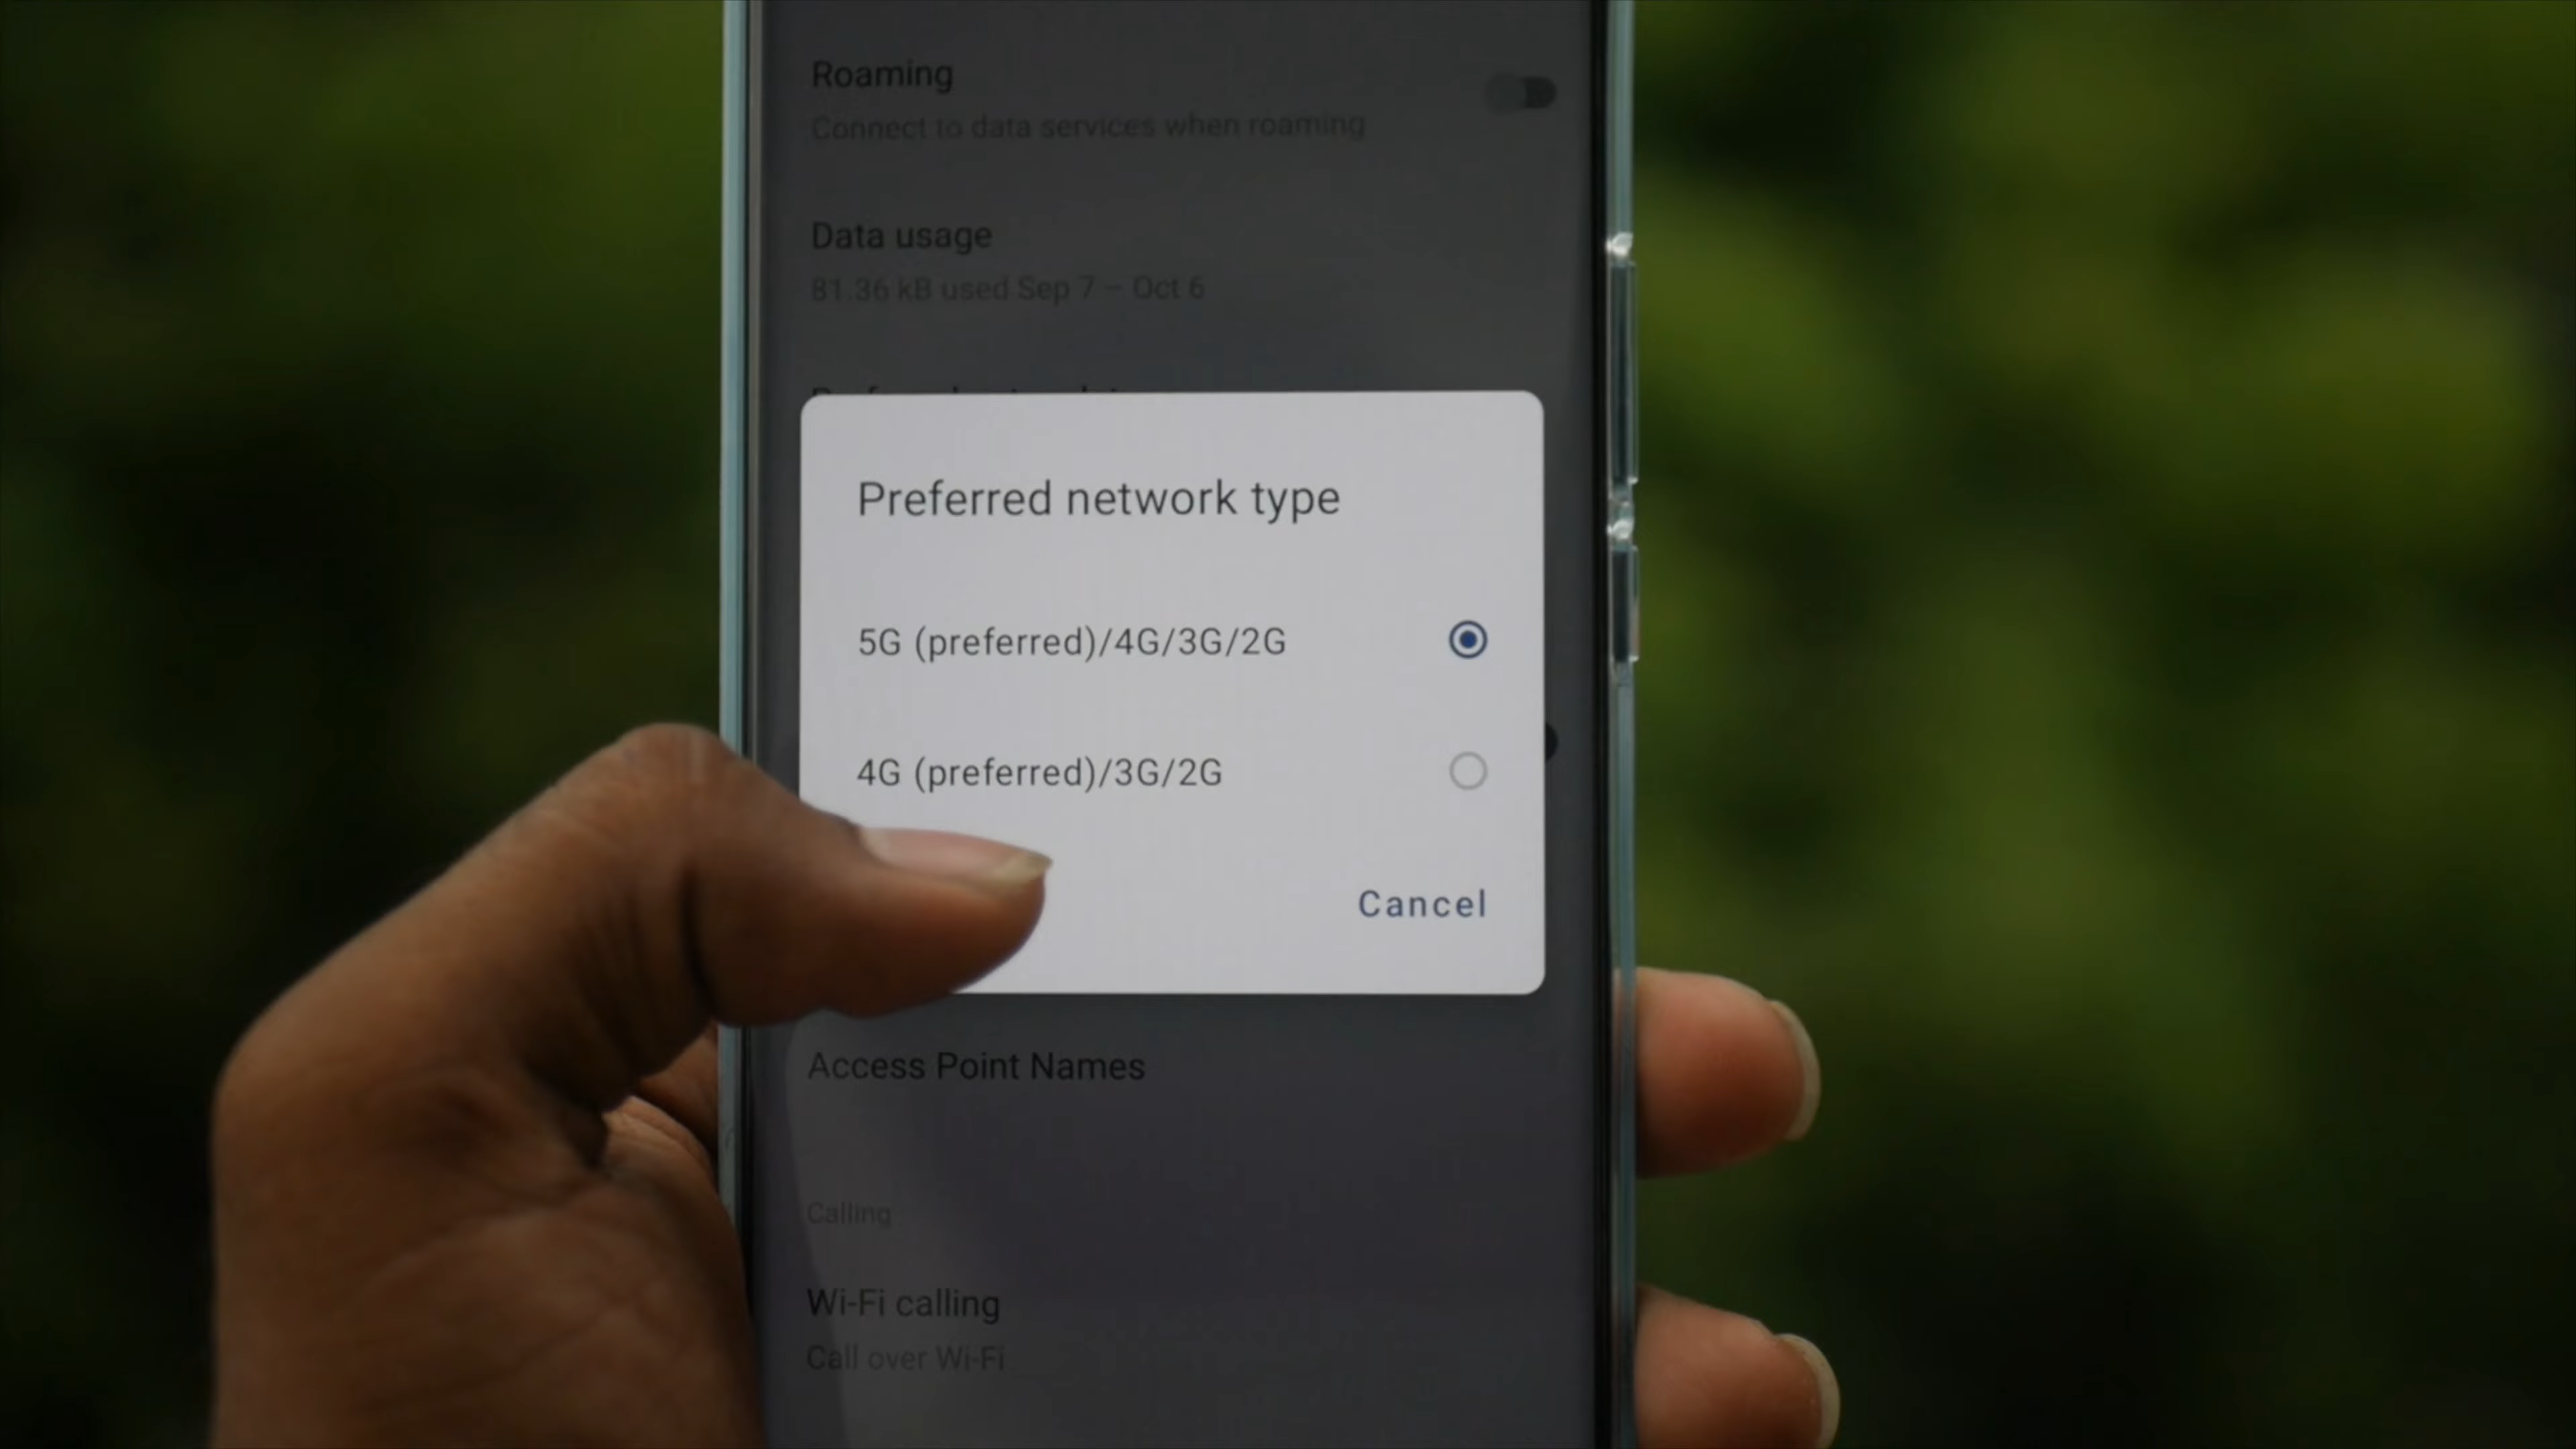 Roaming
Connect to data services when roaming
Data usage
81.36 kB used Sep 7 – Oct 6
Preferred network type
5G (preferred)/4G/3G/2G
4G (preferred)/3G/2G
Cancel
Access Point Names
Calling
Wi-Fi calling
Call over Wi-Fi